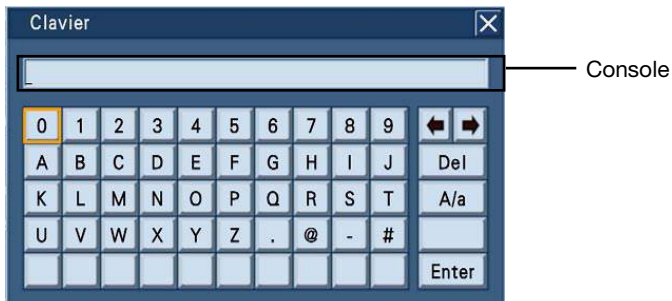 Clavier
Console
0 1 2 3 4 5 6 7 8 9
A B C D E F G H I J Del
K L M N O P Q R S T A/a
U V W X Y Z . @ - #
Enter